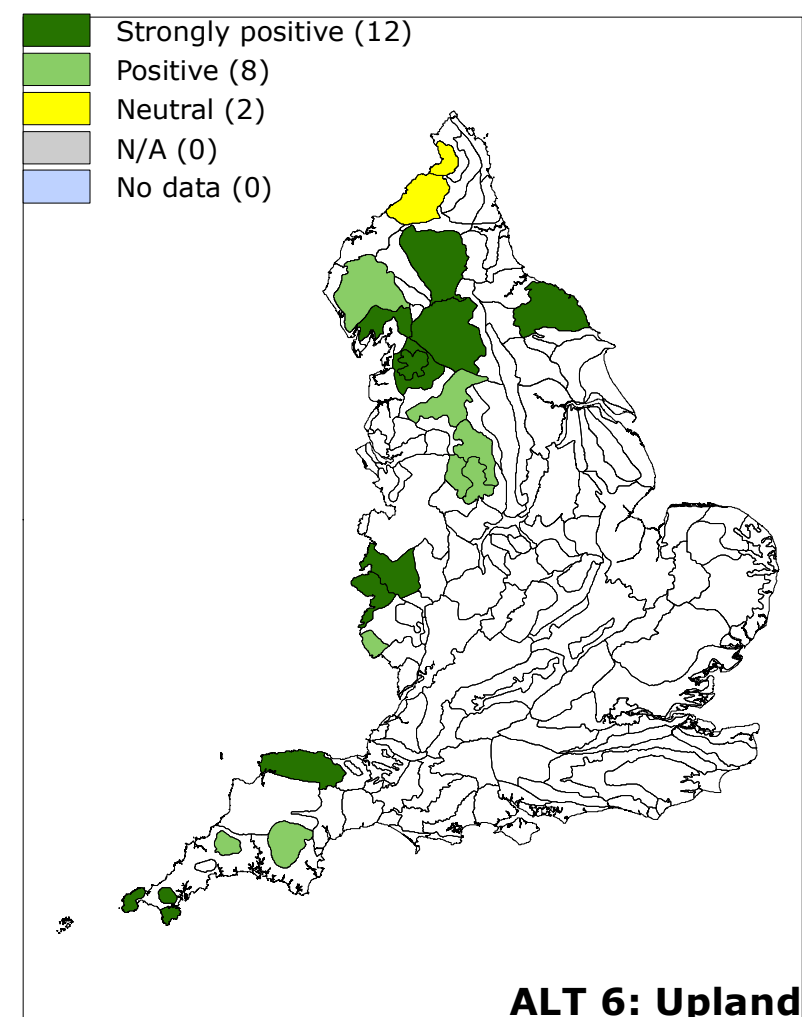 Strongly positive (12)
Positive (8)
Neutral (2)
N/A (0)
No data (0)
ALT 6: Upland